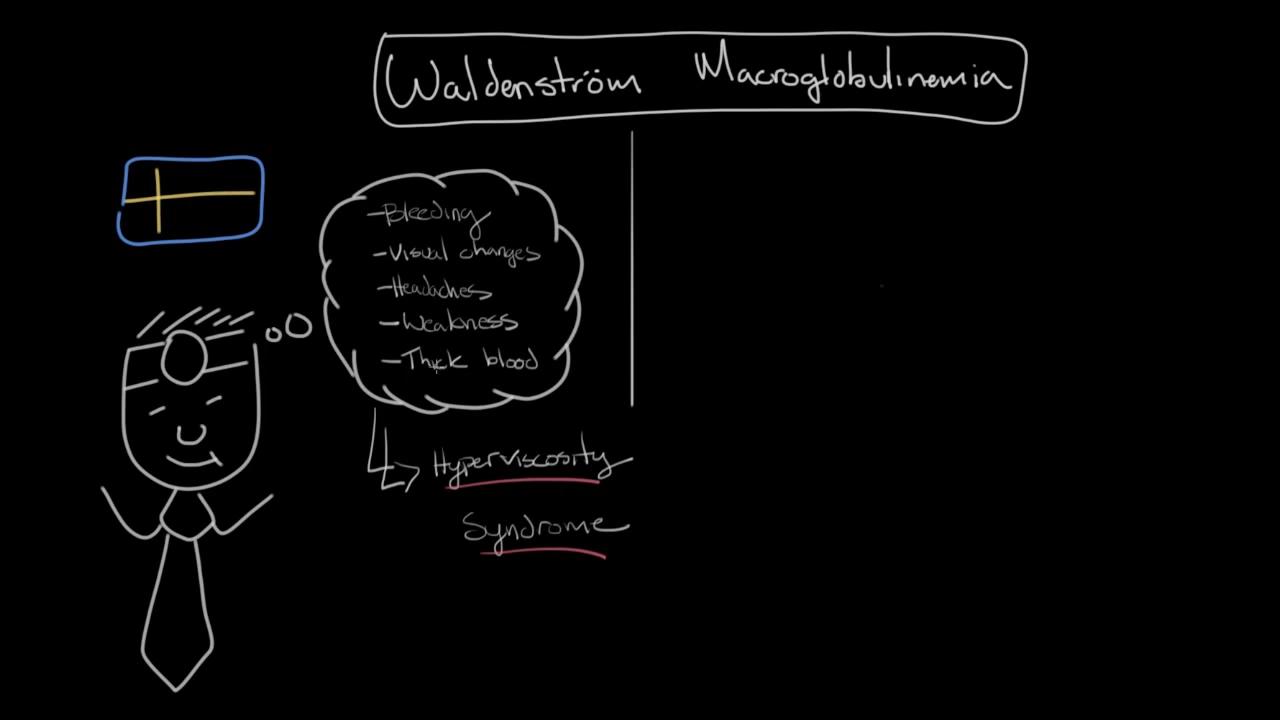 Waldenström Macroglobulinemia
-Bleeding
-Visual changes
-Headaches
-Weakness
-Thick blood
Hyperviscosity
Syndrome